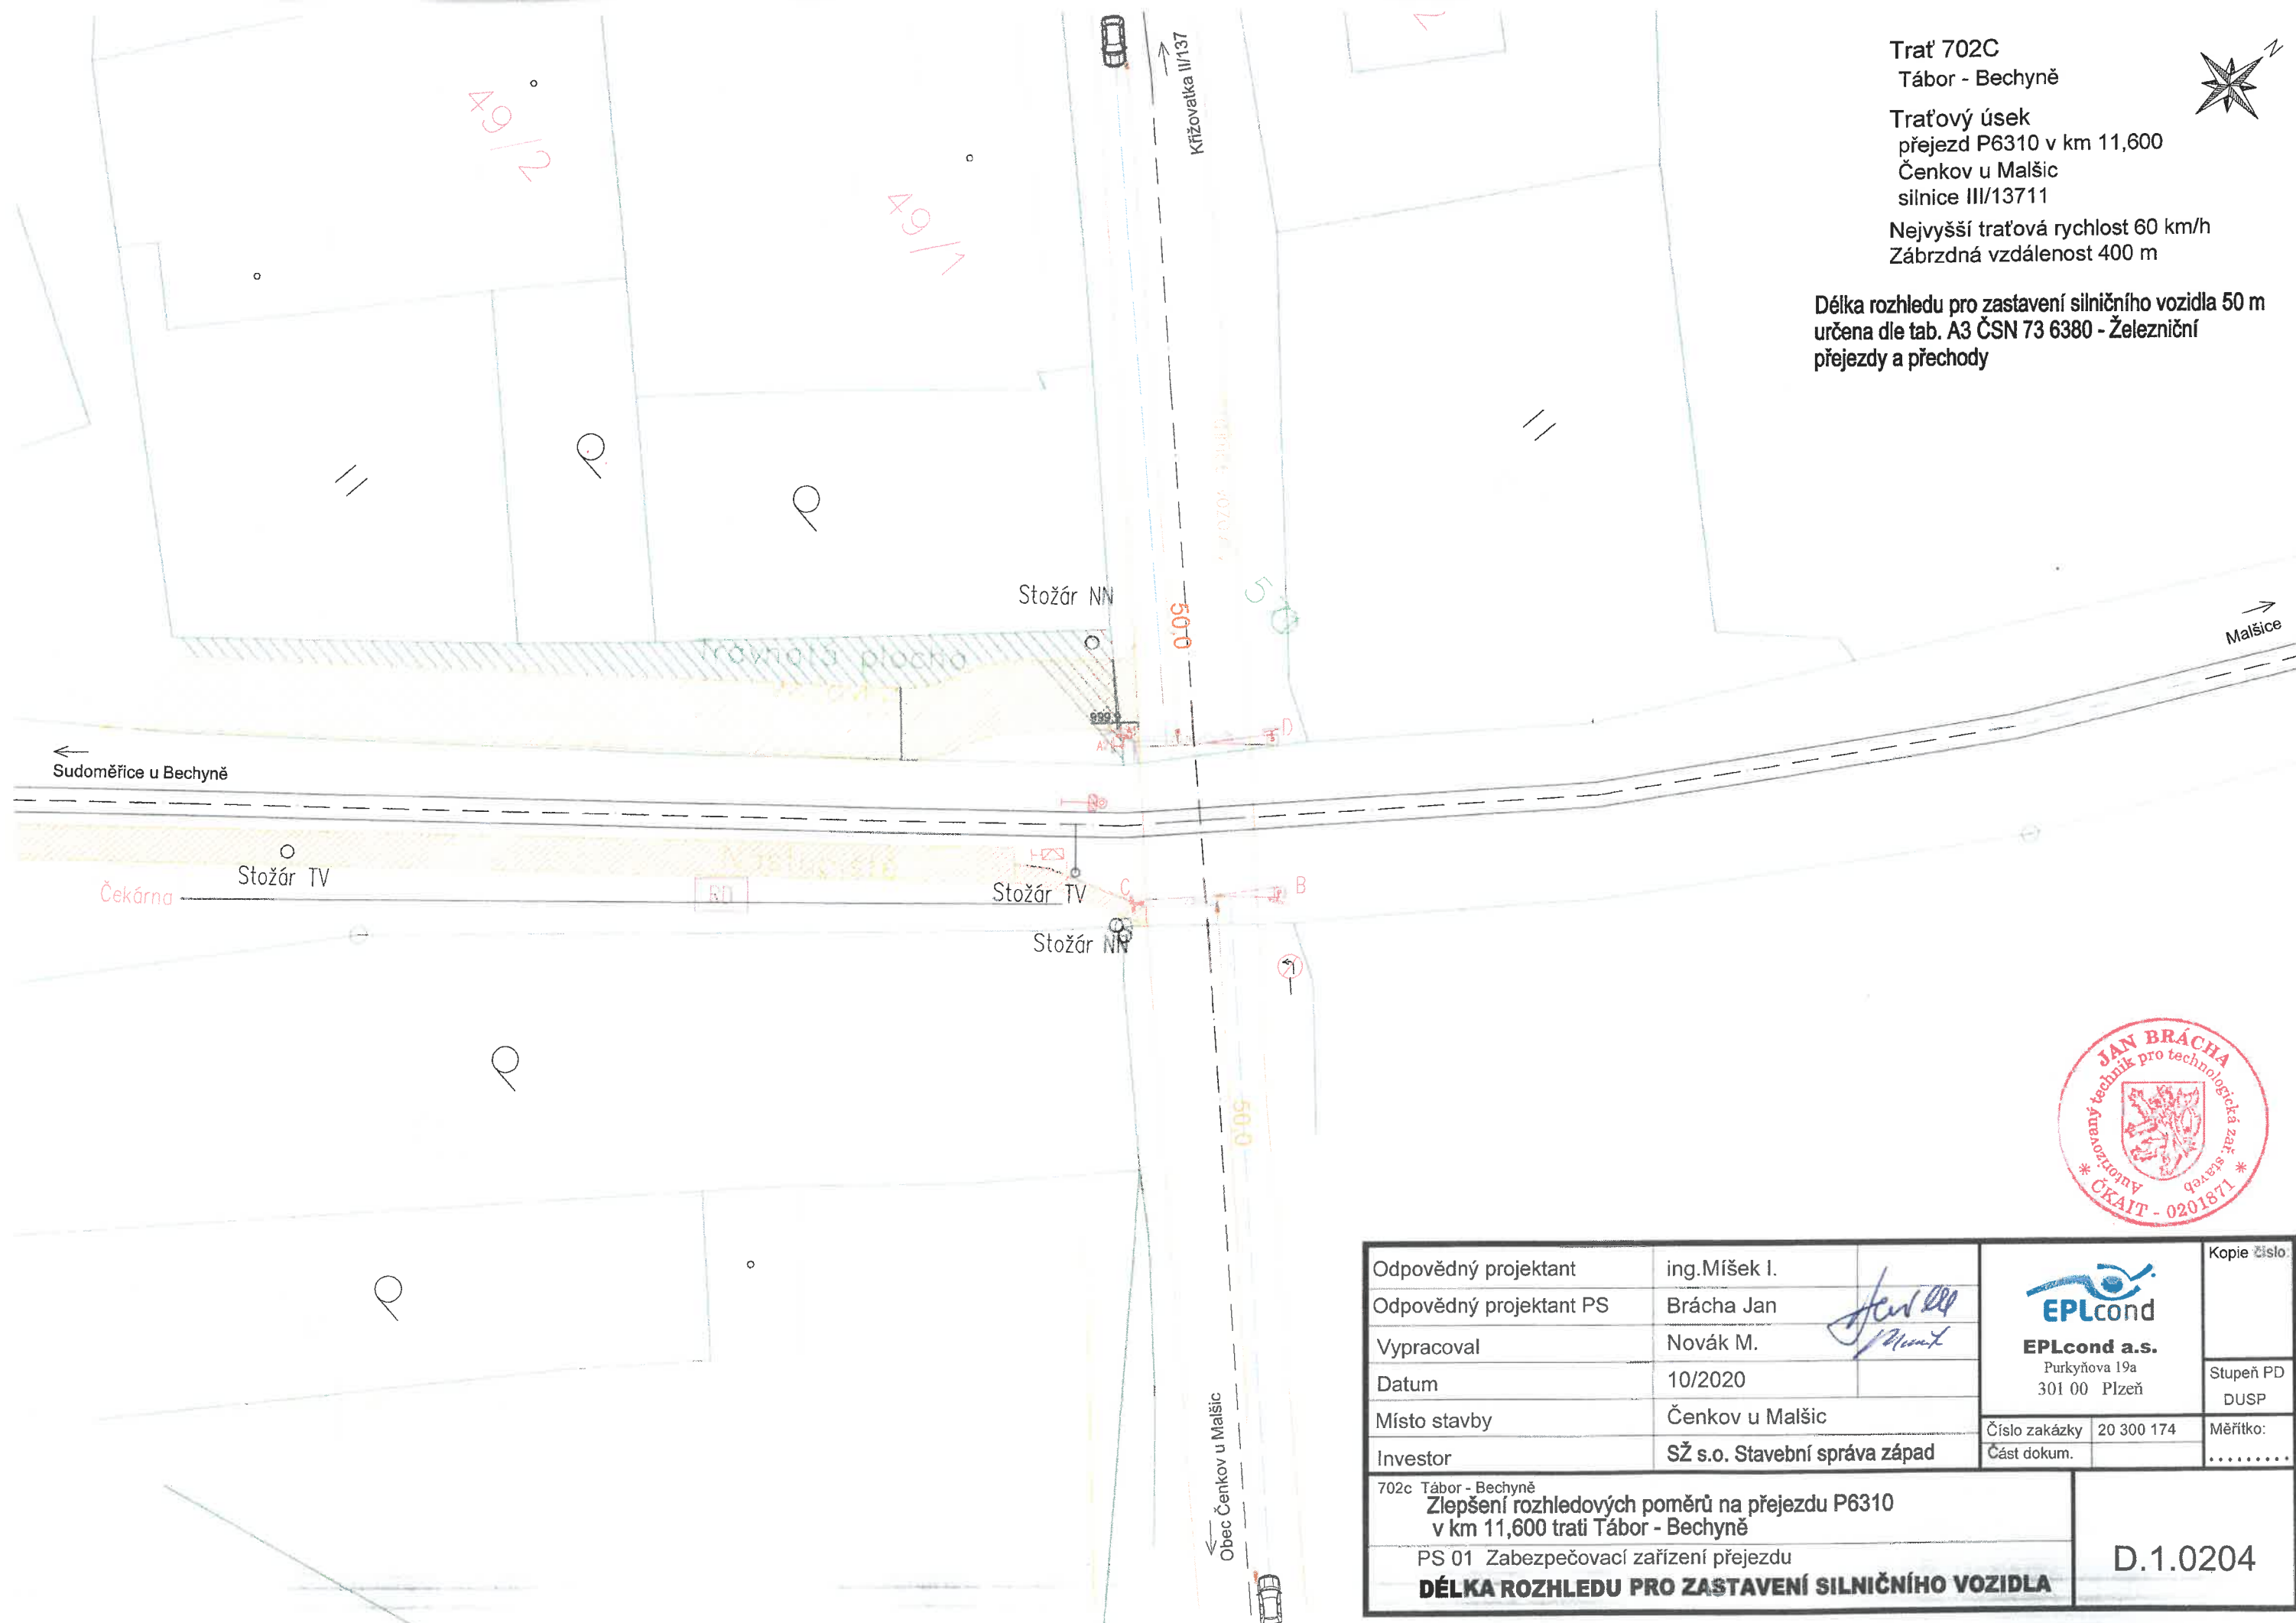 Trať 702C
Tábor - Bechyně
Traťový úsek
přejezd P6310 v km 11,600
Čenkov u Malšic
silnice III/13711
Nejvyšší traťová rychlost 60 km/h
Zábrzdná vzdálenost 400 m
Délka rozhledu pro zastavení silničního vozidla 50 m
určena dle tab. A3 ČSN 73 6380 - Železniční
přejezdy a přechody
N
Křižovatka II/137
49/2
49/1
Stožár NN
50,0
5
Travnatá plocha
Malšice
D
Sudoměřice u Bechyně
Stožár TV
Čekárna
RD
Stožár TV
C
B
Stožár NN
50,0
Obec Čenkov u Malšic
JAN BRÁCHA
Autorizovaný technik pro technologická zař. staveb
* ČKAIT - 0201871 *
Odpovědný projektant ing.Míšek I.
Odpovědný projektant PS Brácha Jan
Vypracoval Novák M.
Datum 10/2020
Místo stavby Čenkov u Malšic
Investor SŽ s.o. Stavební správa západ
EPLcond
EPLcond a.s.
Purkyňova 19a
301 00 Plzeň
Kopie číslo:
Stupeň PD
DUSP
Číslo zakázky 20 300 174
Měřítko:
Část dokum.
.........
702c Tábor - Bechyně
Zlepšení rozhledových poměrů na přejezdu P6310
v km 11,600 trati Tábor - Bechyně
PS 01 Zabezpečovací zařízení přejezdu
DÉLKA ROZHLEDU PRO ZASTAVENÍ SILNIČNÍHO VOZIDLA
D.1.0204